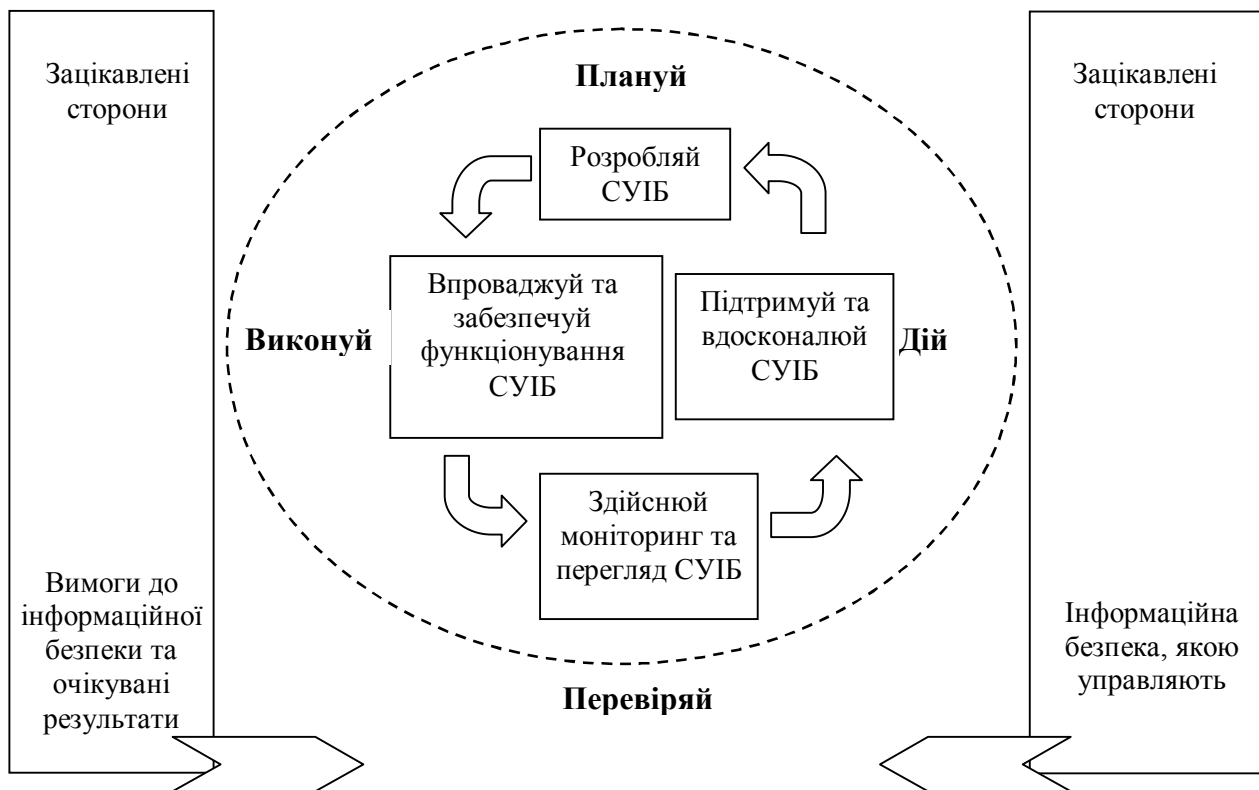 Зацікавлені
сторони
Вимоги до
інформаційної
безпеки та
очікувані
результати
Плануй
Розробляй
СУІБ
Виконуй
Впроваджуй та
забезпечуй
функціонування
СУІБ
Підтримуй та
вдосконалюй
СУІБ
Дій
Здійснюй
моніторинг та
перегляд СУІБ
Перевіряй
Зацікавлені
сторони
Інформаційна
безпека, якою
управляють